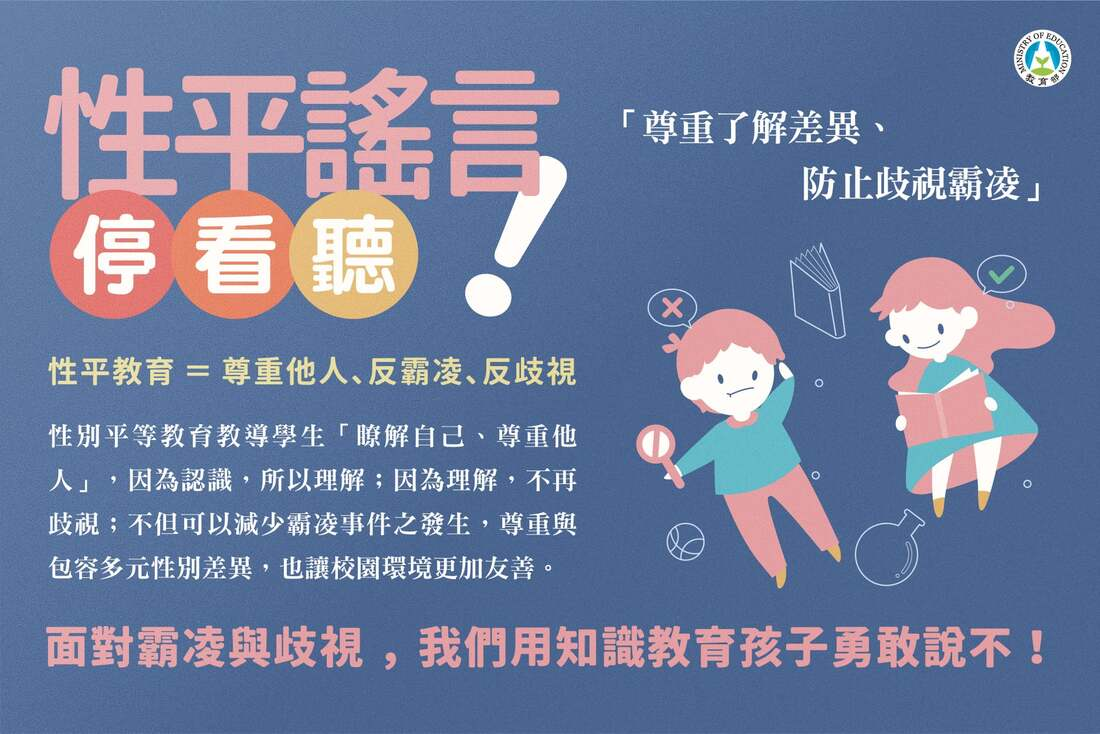 性平謠言
停看聽!
MINISTRY OF EDUCATION
教育部
「尊重了解差異、
防止歧視霸凌」
性平教育 = 尊重他人、反霸凌、反歧視
性別平等教育教導學生「瞭解自己、尊重他
人」，因為認識，所以理解；因為理解，不再
歧視；不但可以減少霸凌事件之發生，尊重與
包容多元性別差異，也讓校園環境更加友善。
面對霸凌與歧視，我們用知識教育孩子勇敢說不！